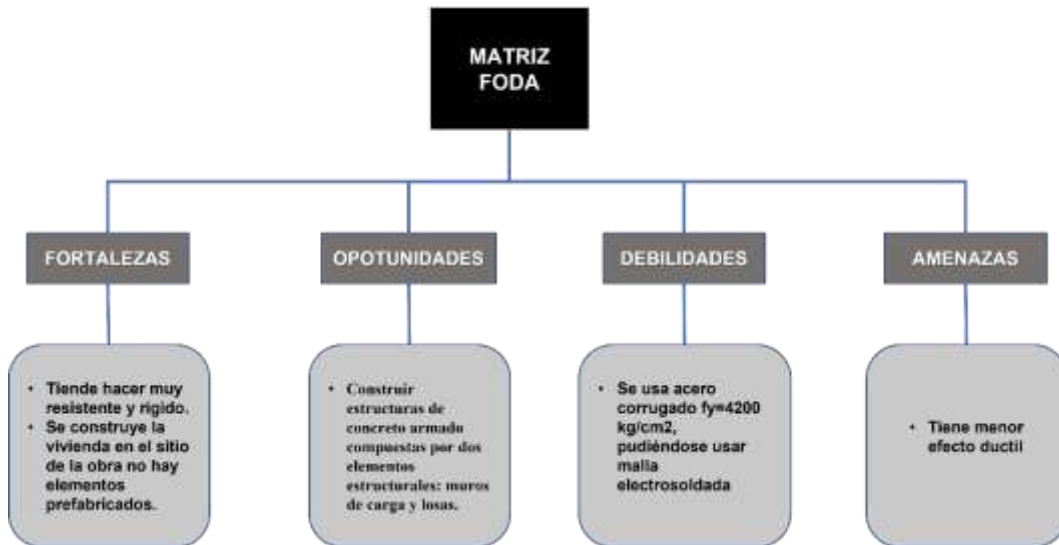 MATRIZ
FODA
FORTALEZAS
OPOTUNIDADES
DEBILIDADES
AMENAZAS
• Tiende hacer muy
resistente y rigido.
• Se construye la
vivienda en el sitio
de la obra no hay
elementos
prefabricados.
• Construir
estructuras de
concreto armado
compuestas por dos
elementos
estructurales: muros
de carga y losas.
• Se usa acero
corrugado fy=4200
kg/cm2,
pudiéndose usar
malla
electrosoldada
• Tiene menor
efecto ductil